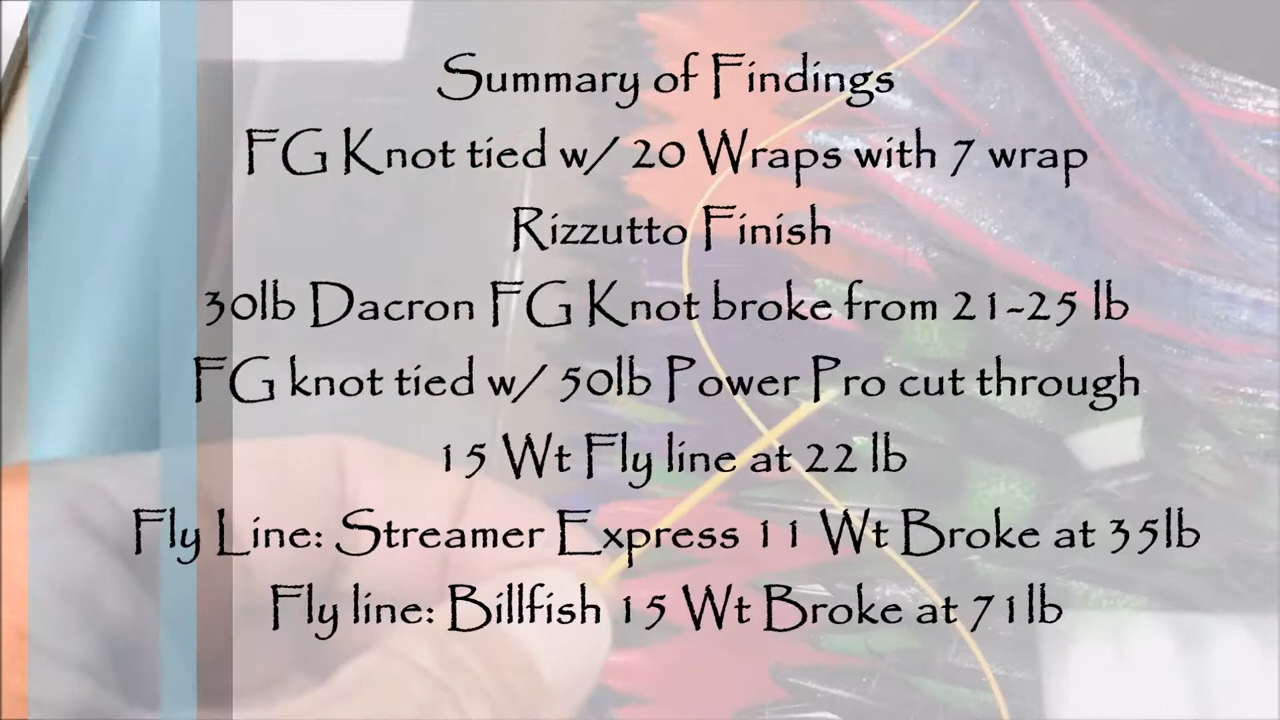 Summary of Findings
FG Knot tied w/ 20 Wraps with 7 wrap
Rizzutto Finish
30lb Dacron FG Knot broke from 21-25 lb
FG knot tied w/ 50lb Power Pro cut through
15 Wt Fly line at 22 lb
Fly Line: Streamer Express 11 Wt Broke at 35lb
Fly line: Billfish 15 Wt Broke at 71lb